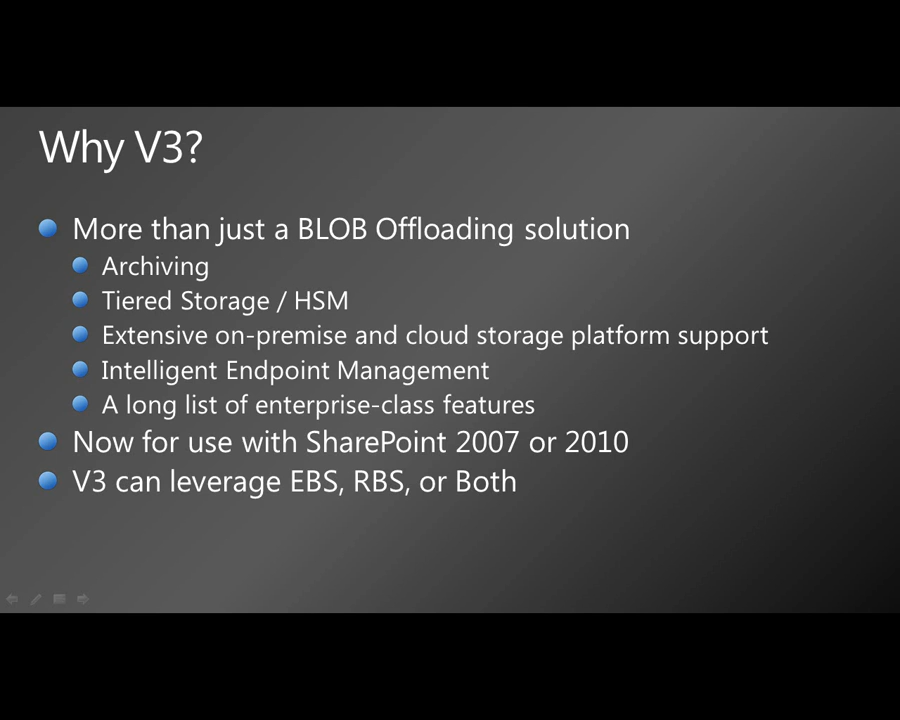 Why V3?
More than just a BLOB Offloading solution
Archiving
Tiered Storage / HSM
Extensive on-premise and cloud storage platform support
Intelligent Endpoint Management
A long list of enterprise-class features
Now for use with SharePoint 2007 or 2010
V3 can leverage EBS, RBS, or Both